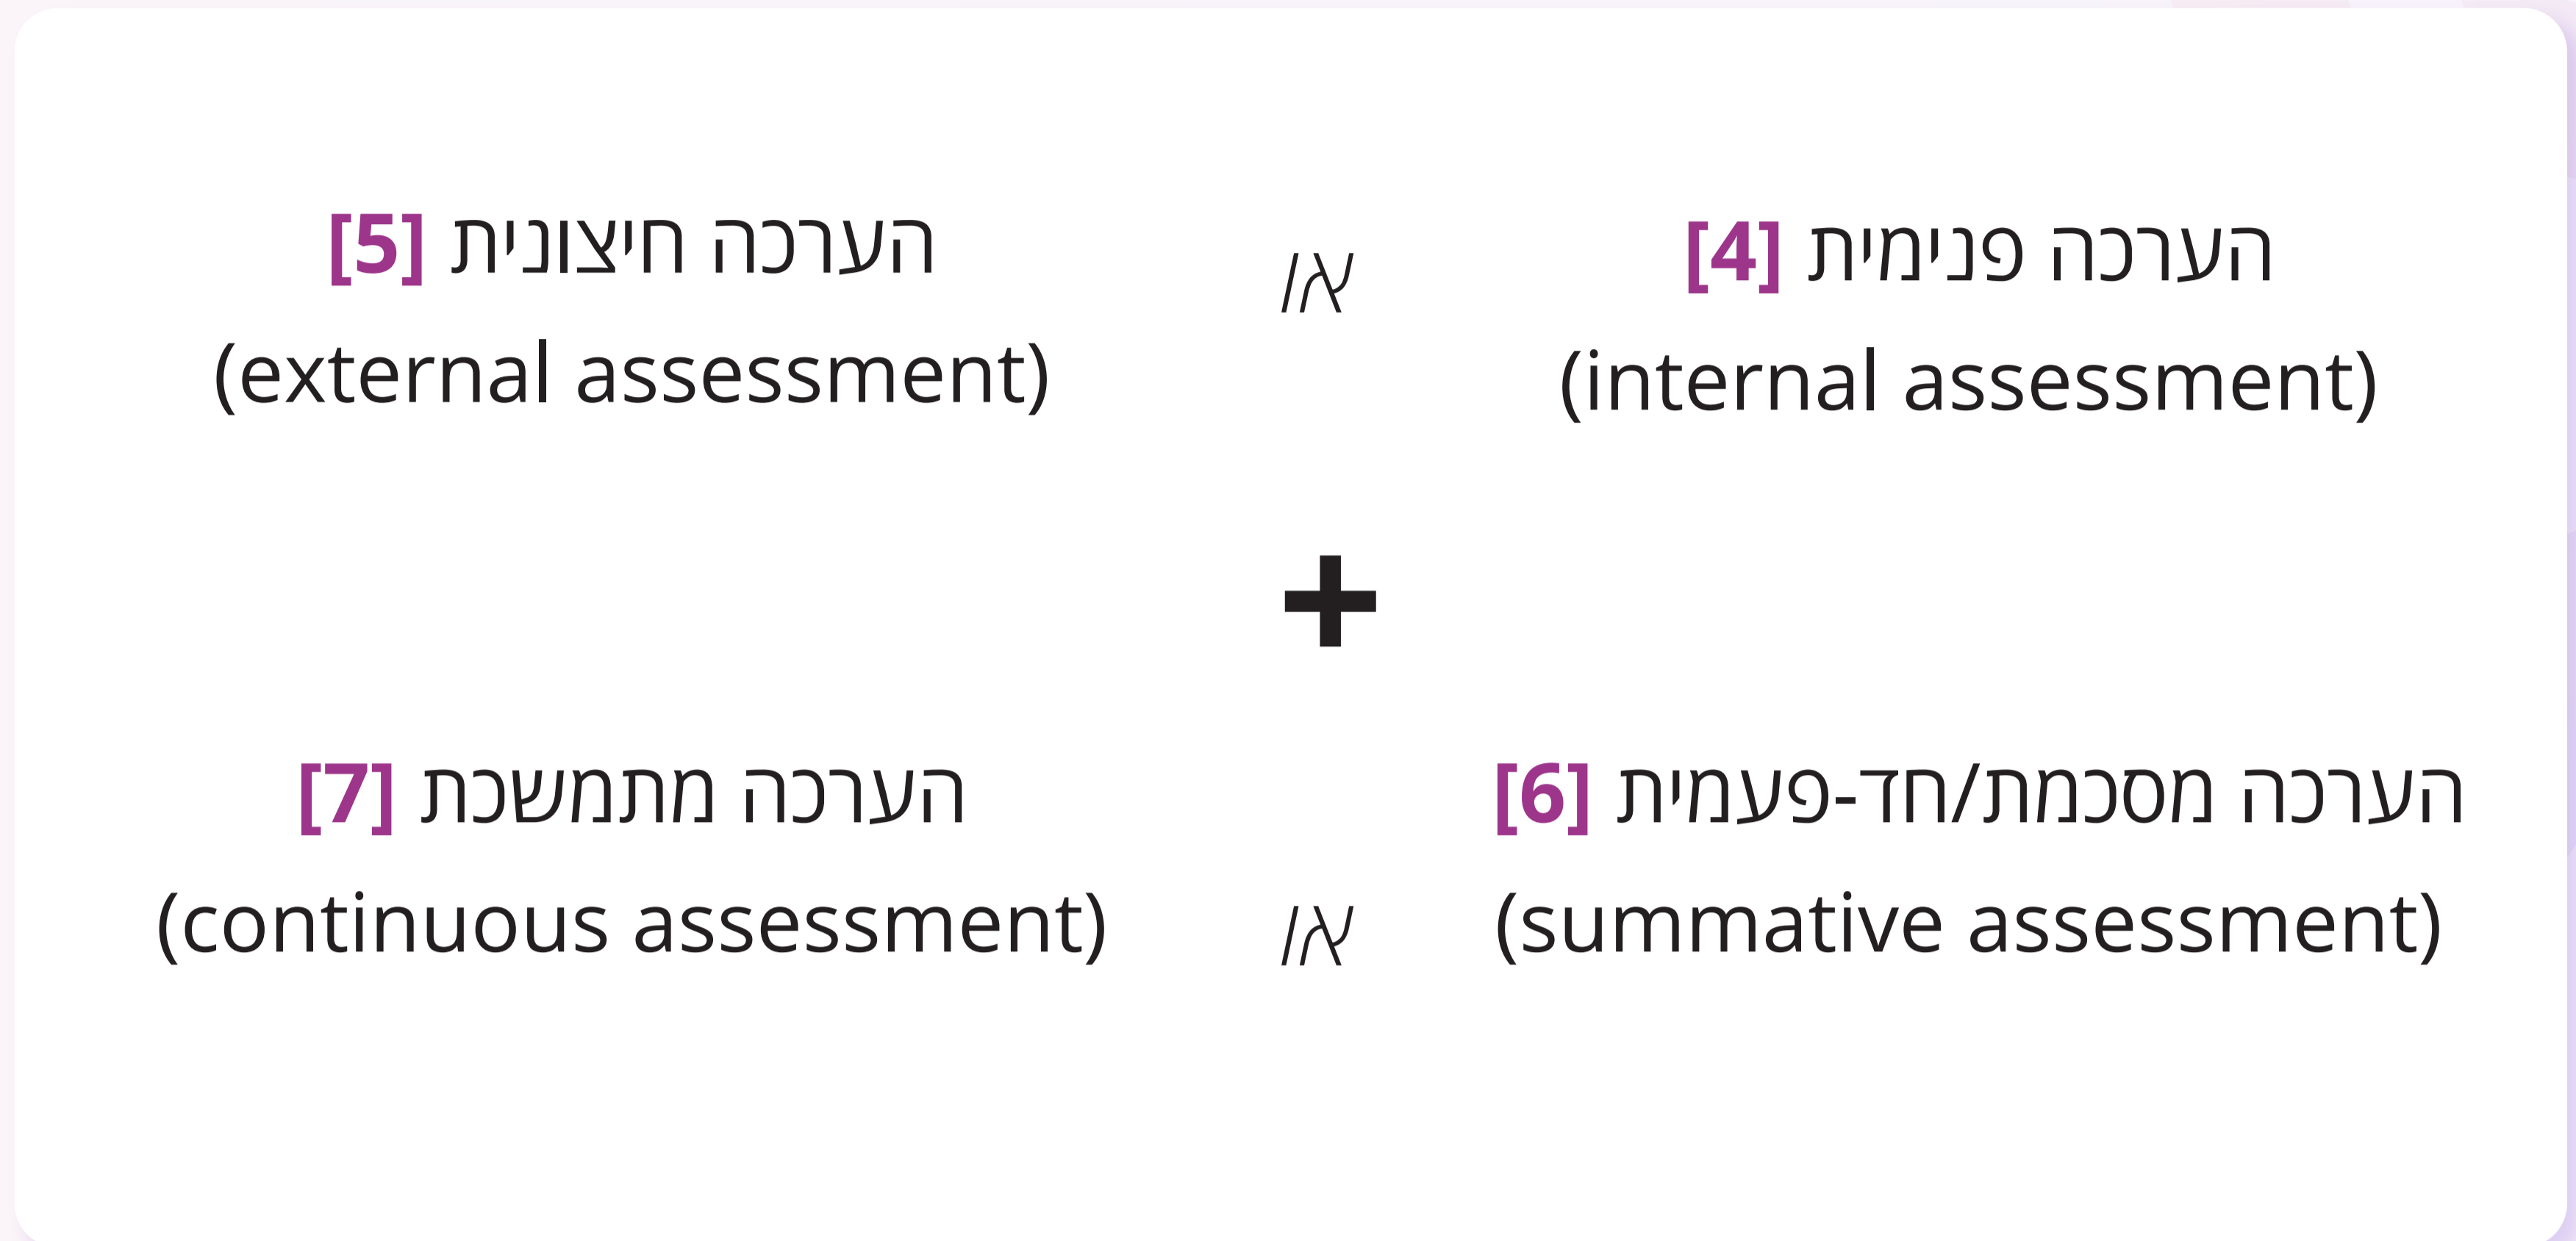 הערכה פנימית [4]
(internal assessment)
או
הערכה חיצונית [5]
(external assessment)
+
הערכה מסכמת/חד-פעמית [6]
(summative assessment)
או
הערכה מתמשכת [7]
(continuous assessment)